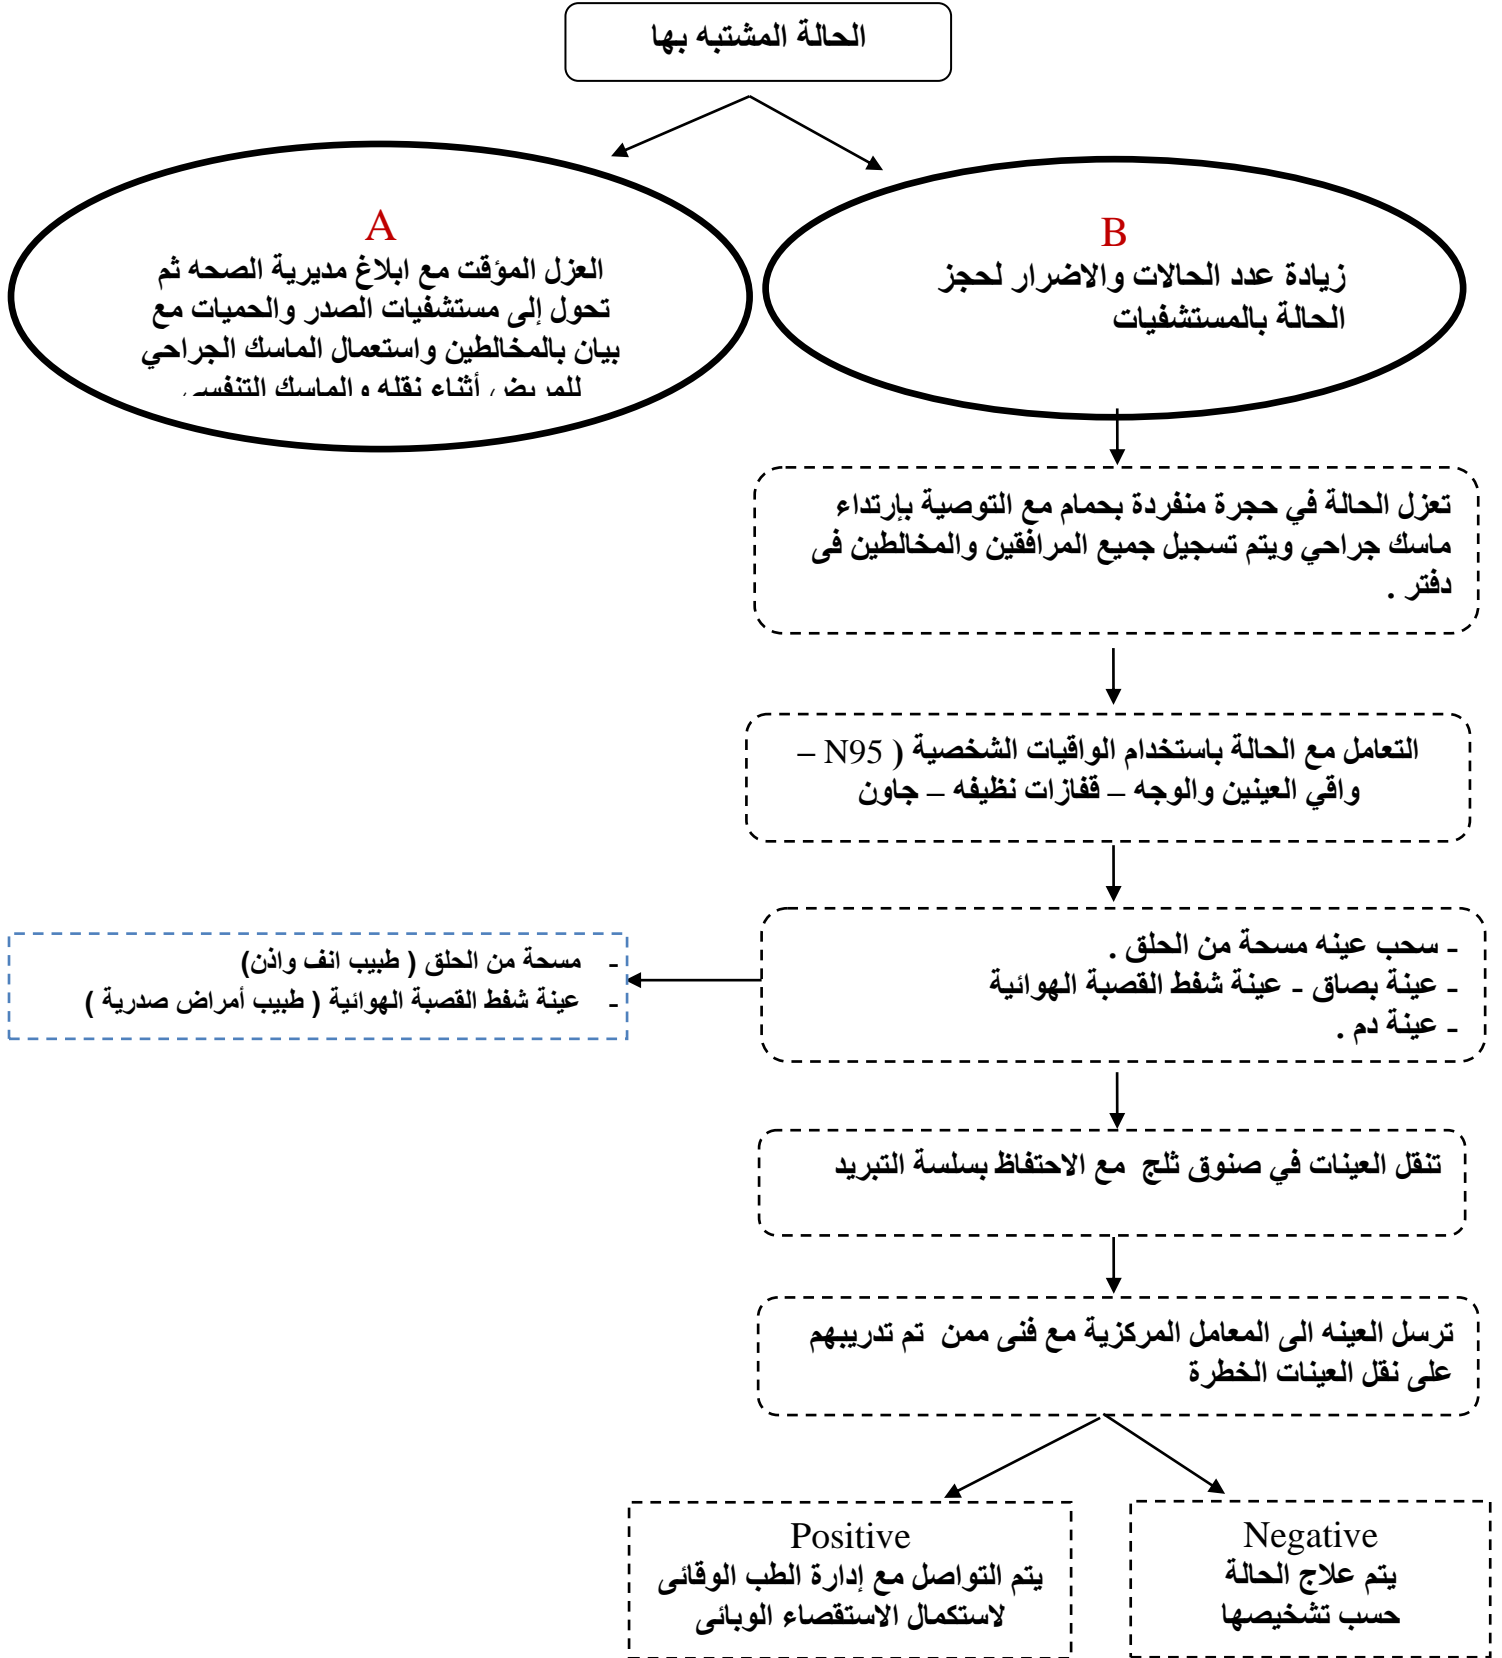 الحالة المشتبه بها
A
العزل المؤقت مع ابلاغ مديرية الصحه ثم
تحول إلى مستشفيات الصدر والحميات مع
بيان بالمخالطين واستعمال الماسك الجراحي
للمريض أثناء نقله والماسك التنفسي
B
زيادة عدد الحالات والاضرار لحجز
الحالة بالمستشفيات
تعزل الحالة في حجرة منفردة بحمام مع التوصية بإرتداء
ماسك جراحي ويتم تسجيل جميع المرافقين والمخالطين فى
دفتر .
التعامل مع الحالة باستخدام الواقيات الشخصية ( N95 –
واقي العينين والوجه – قفازات نظيفه – جاون
- سحب عينه مسحة من الحلق .
- عينة بصاق - عينة شفط القصبة الهوائية
- عينة دم .
- مسحة من الحلق ( طبيب انف واذن)
- عينة شفط القصبة الهوائية ( طبيب أمراض صدرية )
تنقل العينات في صنوق ثلج مع الاحتفاظ بسلسة التبريد
ترسل العينه الى المعامل المركزية مع فنى ممن تم تدريبهم
على نقل العينات الخطرة
Positive
يتم التواصل مع إدارة الطب الوقائى
لاستكمال الاستقصاء الوبائى
Negative
يتم علاج الحالة
حسب تشخيصها